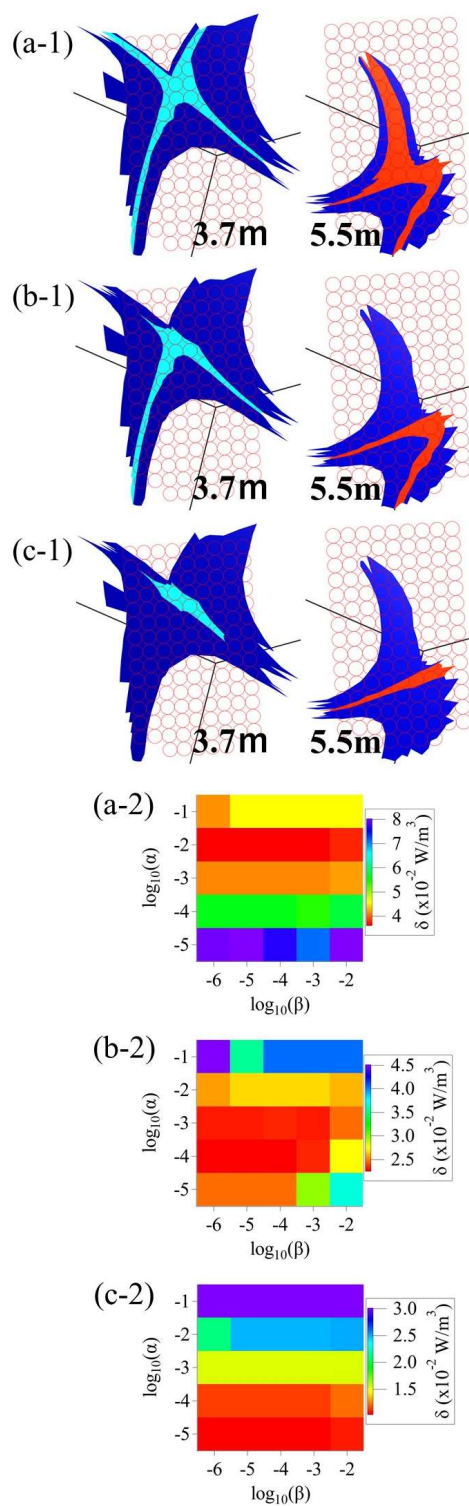 (a-1)
3.7m 5.5m
(b-1)
3.7m 5.5m
(c-1)
3.7m 5.5m
(a-2)
log₁₀(α)
-1
-2
-3
-4
-5
-6 -5 -4 -3 -2
log₁₀(β)
8
7
6
5
4
δ (x10⁻² W/m³)
(b-2)
log₁₀(α)
-1
-2
-3
-4
-5
-6 -5 -4 -3 -2
log₁₀(β)
4.5
4.0
3.5
3.0
2.5
δ (x10⁻² W/m³)
(c-2)
log₁₀(α)
-1
-2
-3
-4
-5
-6 -5 -4 -3 -2
log₁₀(β)
3.0
2.5
2.0
1.5
δ (x10⁻² W/m³)